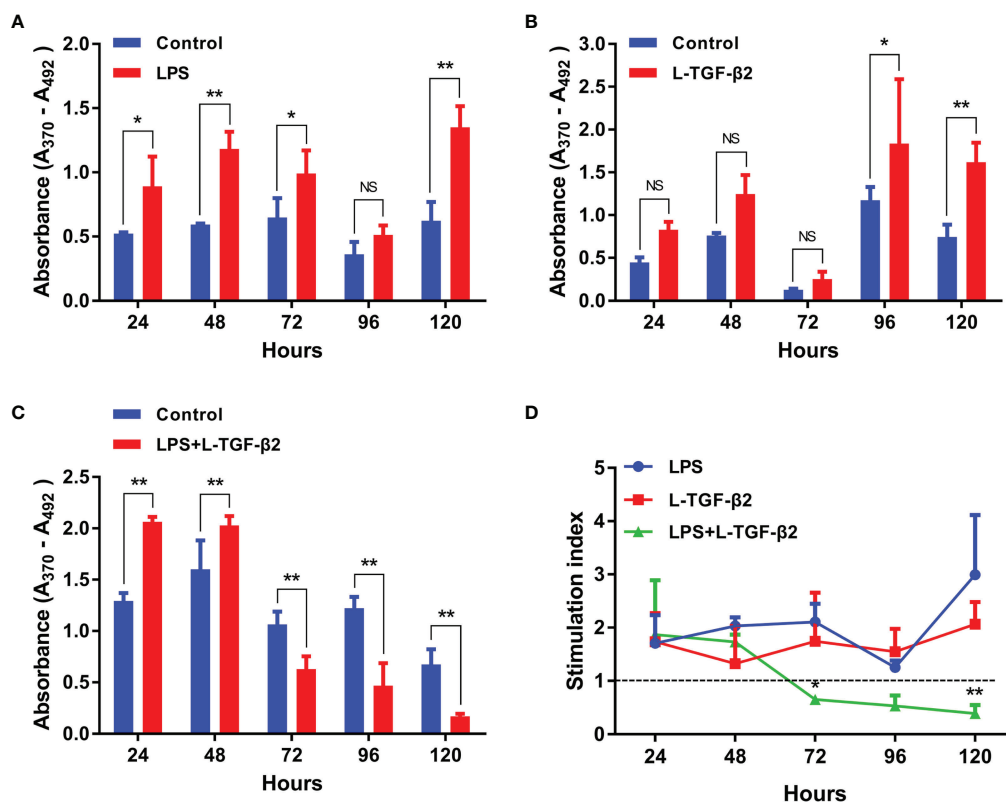 A
Control
LPS
Absorbance (A370 - A492 )
2.0
1.5
1.0
0.5
0.0
*
**
*
NS
**
24 48 72 96 120
Hours
B
Control
L-TGF-β2
Absorbance (A370 - A492 )
3.0
2.5
2.0
1.5
1.0
0.5
0.0
NS
NS
NS
*
**
24 48 72 96 120
Hours
C
Control
LPS+L-TGF-β2
Absorbance (A370 - A492 )
2.5
2.0
1.5
1.0
0.5
0.0
**
**
**
**
**
24 48 72 96 120
Hours
D
LPS
L-TGF-β2
LPS+L-TGF-β2
Stimulation index
5
4
3
2
1
0
*
**
24 48 72 96 120
Hours